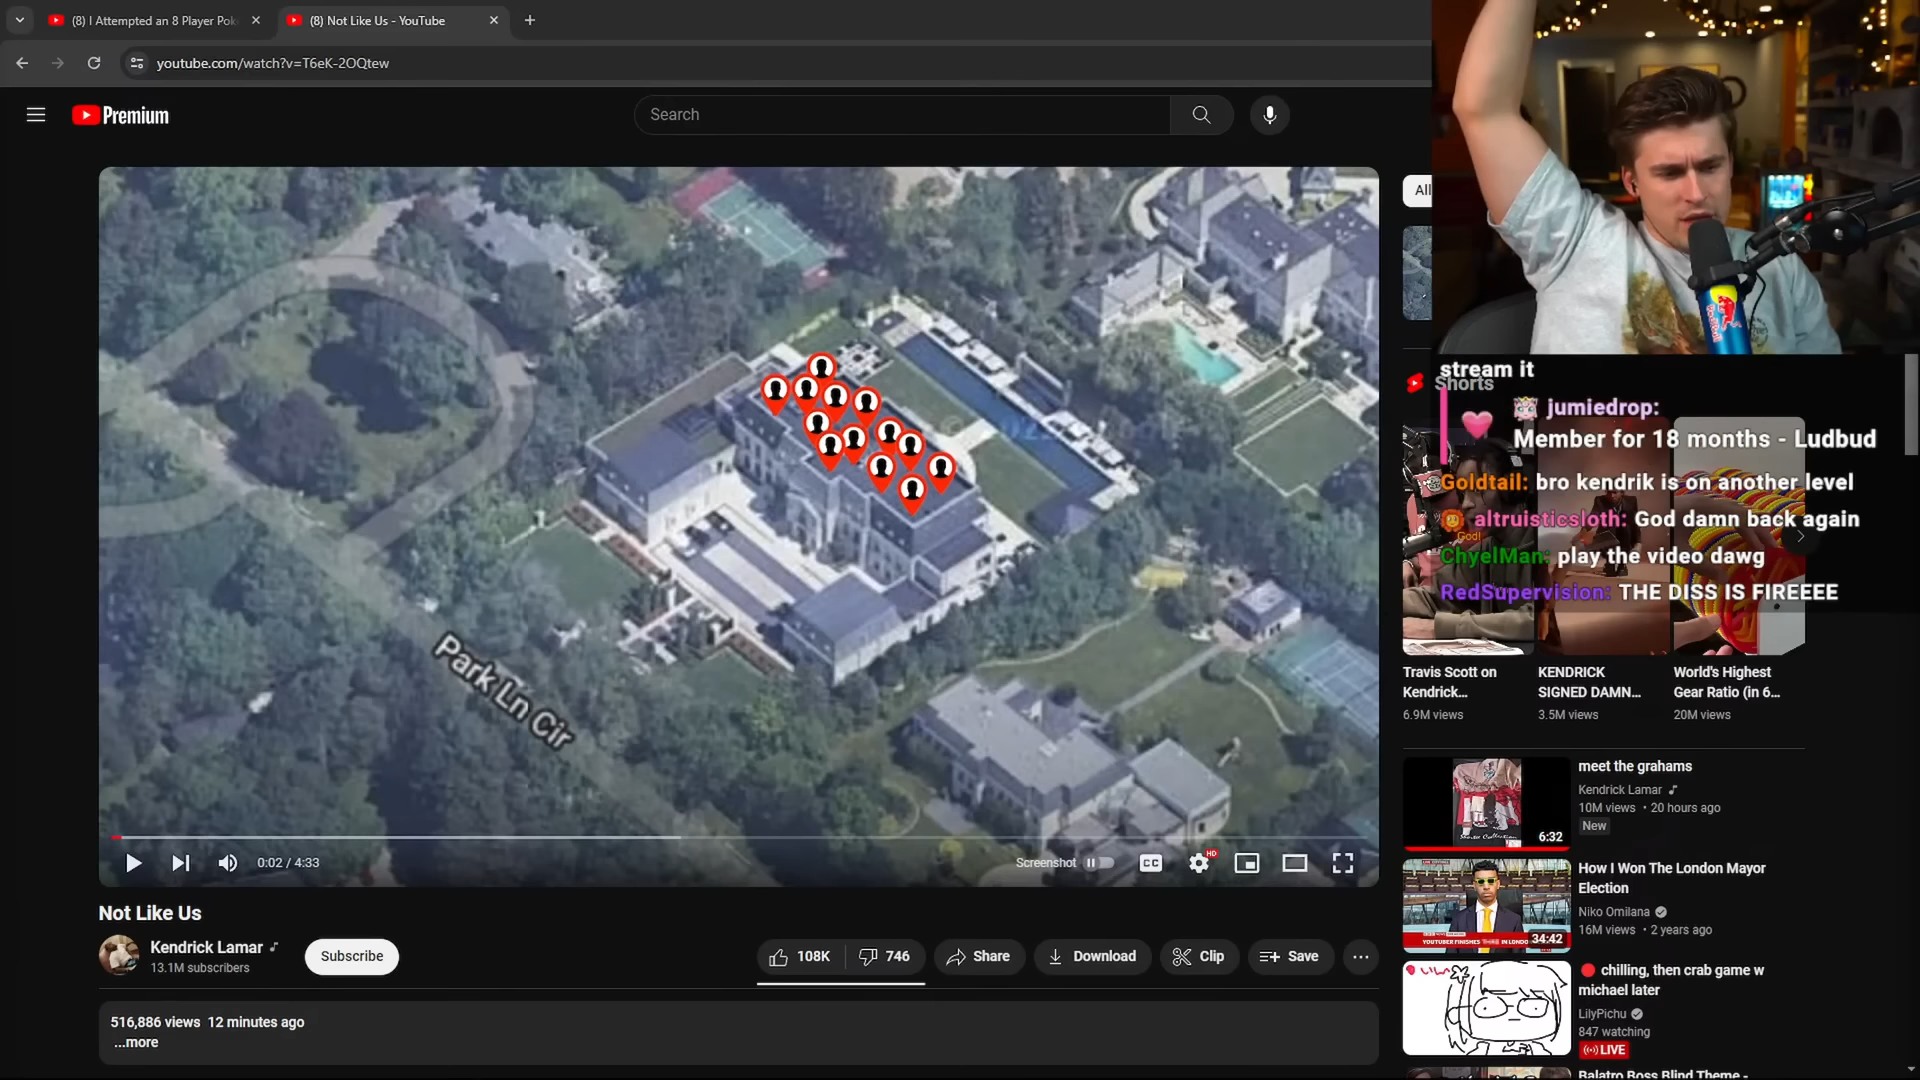 (8) I Attempted an 8 Player Pok
(8) Not Like Us - YouTube
youtube.com/watch?v=T6eK-2OQtew
Premium
Search
All
Park Ln Cir
0:02 / 4:33
Screenshot
CC
HD
Not Like Us
Kendrick Lamar
13.1M subscribers
Subscribe
108K
746
Share
Download
Clip
Save
516,886 views 12 minutes ago
...more
stream it
Shorts
jumiedrop:
Member for 18 months - Ludbud
Goldtail: bro kendrik is on another level
altruisticsloth: God damn back again
God!
ChyelMan: play the video dawg
RedSupervision: THE DISS IS FIREEEE
Travis Scott on
Kendrick...
6.9M views
KENDRICK
SIGNED DAMN...
3.5M views
World's Highest
Gear Ratio (in 6...
20M views
meet the grahams
Kendrick Lamar
10M views • 20 hours ago
New
6:32
How I Won The London Mayor
Election
Niko Omilana
16M views • 2 years ago
34:42
chilling, then crab game w
michael later
LilyPichu
847 watching
LIVE
Balatro Boss Blind Theme -
Red Bull